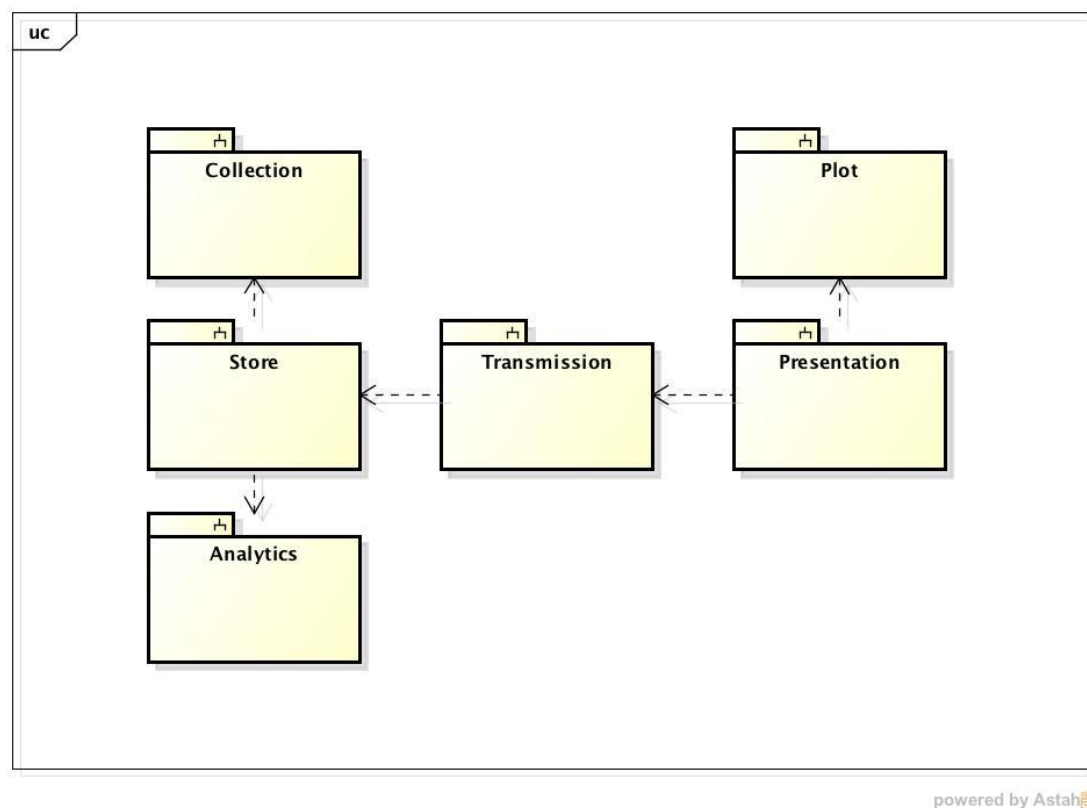 uc
Collection
Plot
Store
Transmission
Presentation
Analytics
powered by Astah